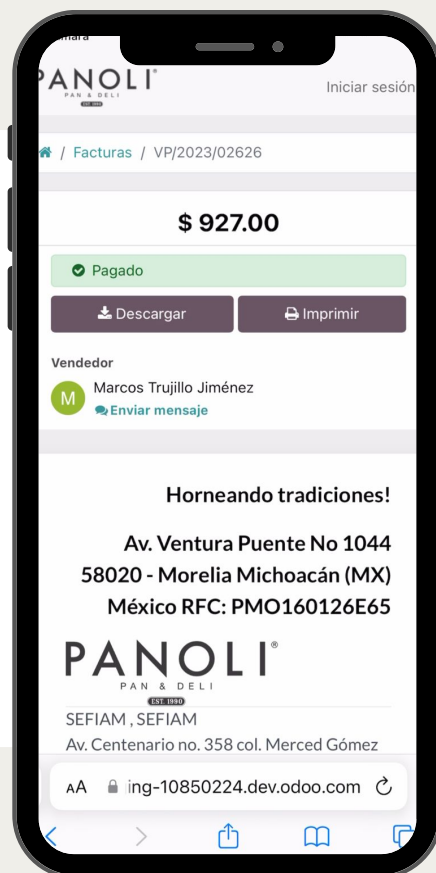 PANOLI®
PAN & DELI
EST. 1990
Iniciar sesión
/ Facturas / VP/2023/02626
$ 927.00
Pagado
Descargar
Imprimir
Vendedor
M
Marcos Trujillo Jiménez
Enviar mensaje
Horneando tradiciones!
Av. Ventura Puente No 1044
58020 - Morelia Michoacán (MX)
México RFC: PMO160126E65
PANOLI®
PAN & DELI
EST. 1990
SEFIAM , SEFIAM
Av. Centenario no. 358 col. Merced Gómez
AA ing-10850224.dev.odoo.com